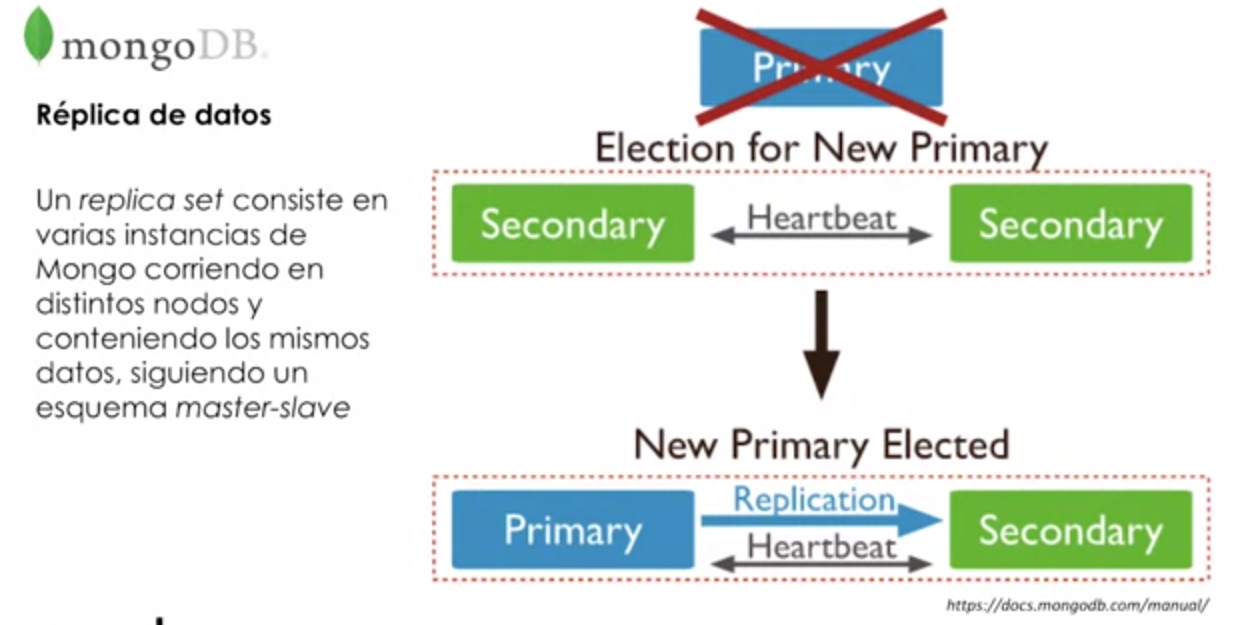 mongoDB.
Réplica de datos
Un replica set consiste en
varias instancias de
Mongo corriendo en
distintos nodos y
conteniendo los mismos
datos, siguiendo un
esquema master-slave
Primary
Election for New Primary
Secondary
Heartbeat
Secondary
New Primary Elected
Primary
Replication
Heartbeat
Secondary
https://docs.mongodb.com/manual/